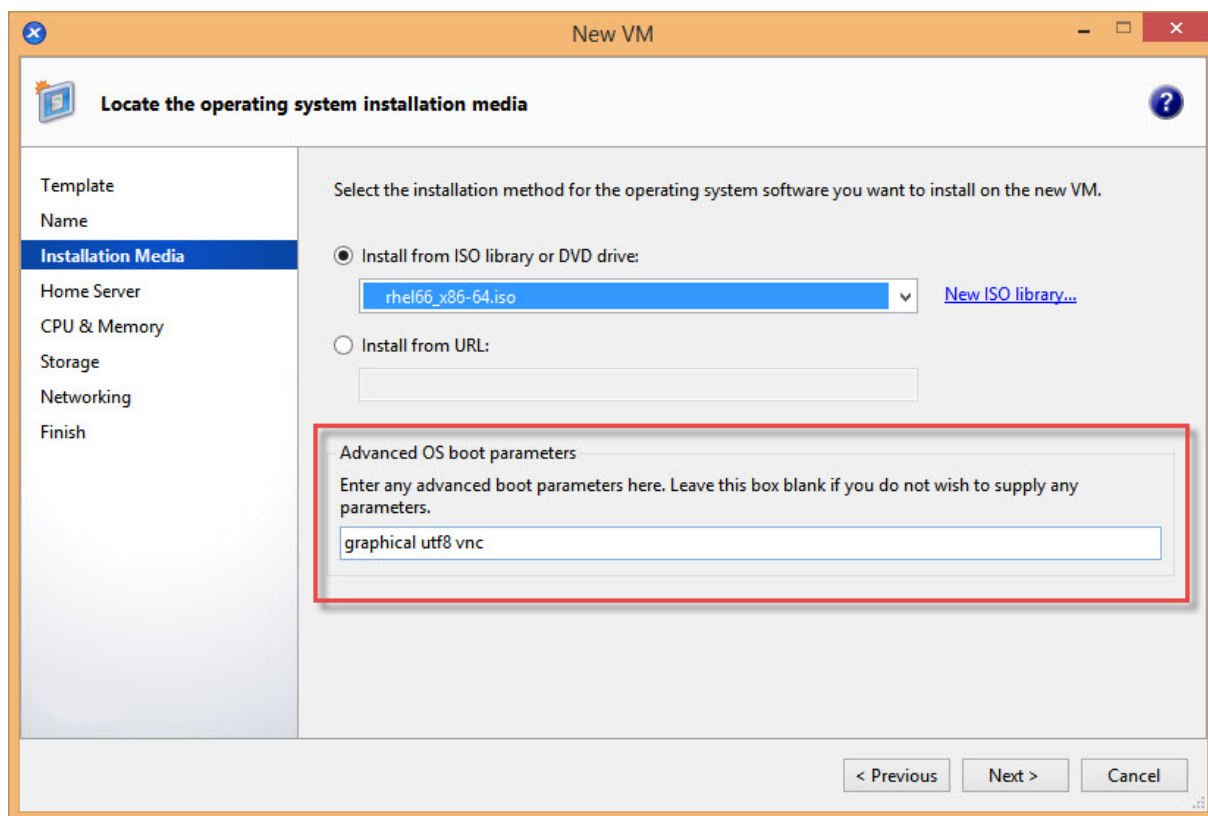 New VM
Locate the operating system installation media
?
Template
Name
Installation Media
Home Server
CPU & Memory
Storage
Networking
Finish
Select the installation method for the operating system software you want to install on the new VM.
Install from ISO library or DVD drive:
rhel66_x86-64.iso
New ISO library...
Install from URL:
Advanced OS boot parameters
Enter any advanced boot parameters here. Leave this box blank if you do not wish to supply any
parameters.
graphical utf8 vnc
< Previous
Next >
Cancel